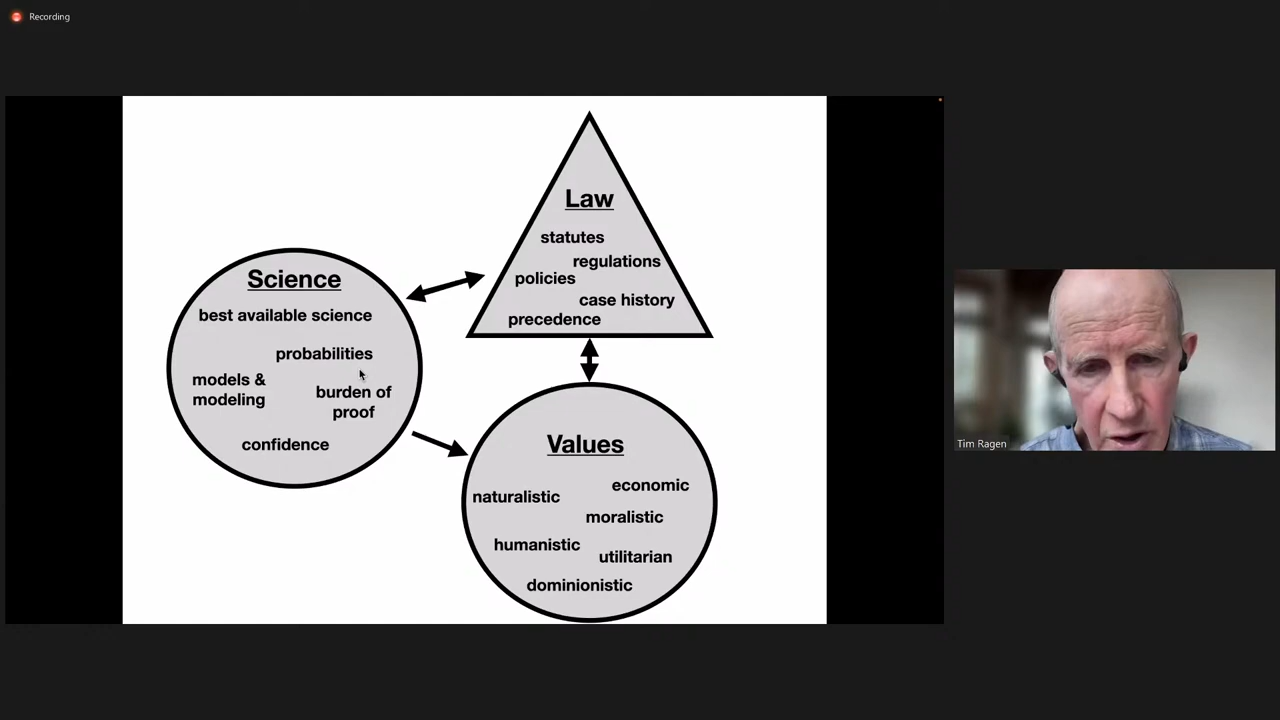 Recording
Law
statutes
regulations
policies
case history
precedence
Science
best available science
probabilities
models &
modeling
burden of
proof
confidence
Values
economic
naturalistic
moralistic
humanistic
utilitarian
dominionistic
Tim Ragen